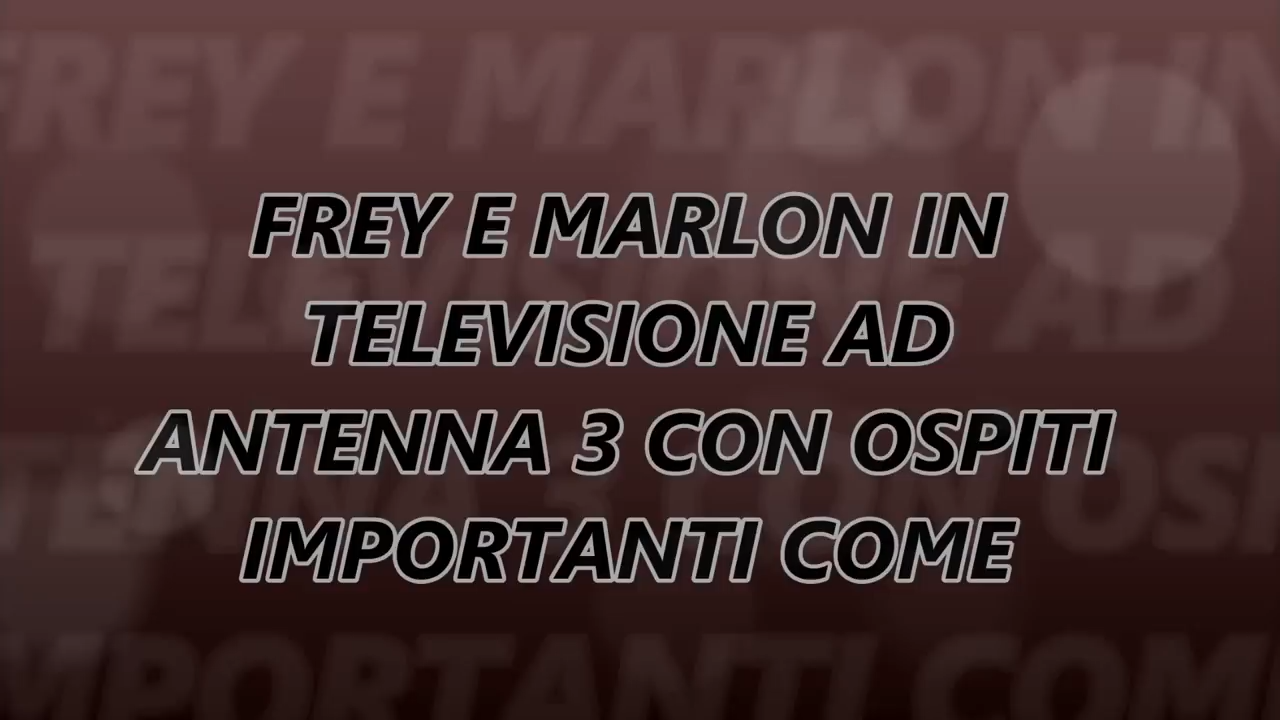 FREY E MARLON IN
TELEVISIONE AD
ANTENNA 3 CON OSPITI
IMPORTANTI COME